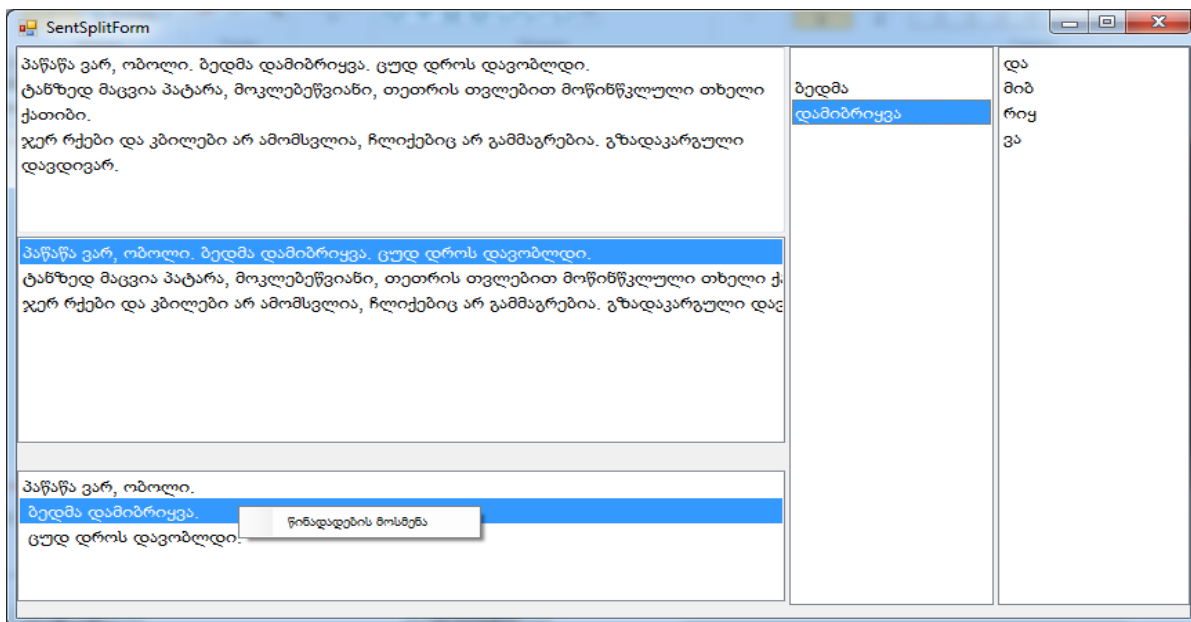 SentSplitForm
პაწაწა ვარ, ობოლი. ბედმა დამიბრიყვა. ცუდ დროს დავობლდი.
ტანზედ მაცვია პატარა, მოკლებეწვიანი, თეთრის თვლებით მოწინწკლული თხელი
ქათიბი.
ჯერ რქები და კბილები არ ამომსვლია, ჩლიქებიც არ გამმაგრებია. გზადაკარგული
დავდივარ.
პაწაწა ვარ, ობოლი. ბედმა დამიბრიყვა. ცუდ დროს დავობლდი.
ტანზედ მაცვია პატარა, მოკლებეწვიანი, თეთრის თვლებით მოწინწკლული თხელი
ჯერ რქები და კბილები არ ამომსვლია, ჩლიქებიც არ გამმაგრებია. გზადაკარგული
პაწაწა ვარ, ობოლი.
ბედმა დამიბრიყვა.
ცუდ დროს დავობლდი.
წინადადების მოსმენა
ბედმა
დამიბრიყვა
და
მიბ
რიყ
ვა